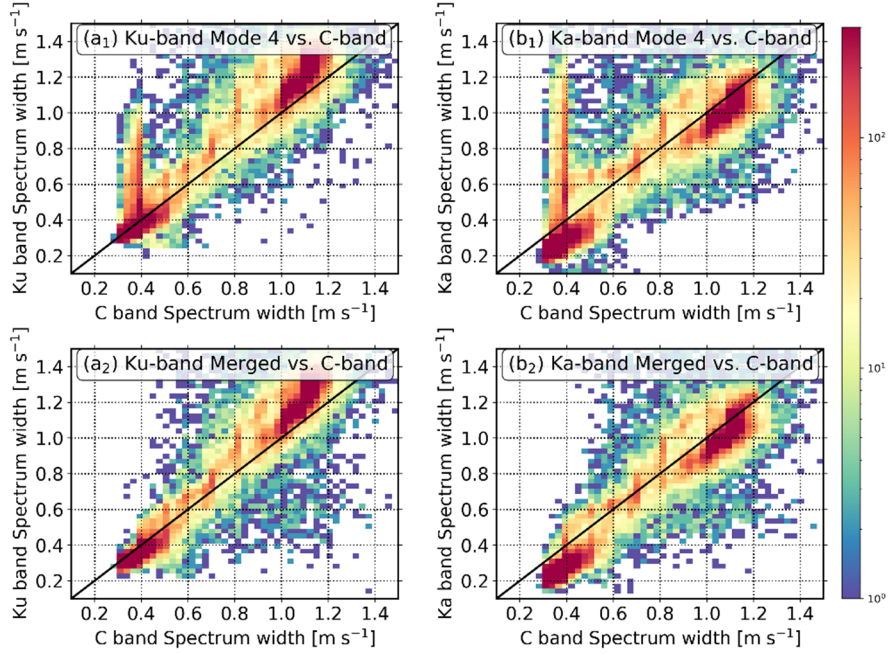 (a₁) Ku-band Mode 4 vs. C-band
Ku band Spectrum width [m s⁻¹]
1.4
1.2
1.0
0.8
0.6
0.4
0.2
0.2 0.4 0.6 0.8 1.0 1.2 1.4
C band Spectrum width [m s⁻¹]
(b₁) Ka-band Mode 4 vs. C-band
Ka band Spectrum width [m s⁻¹]
1.4
1.2
1.0
0.8
0.6
0.4
0.2
0.2 0.4 0.6 0.8 1.0 1.2 1.4
C band Spectrum width [m s⁻¹]
(a₂) Ku-band Merged vs. C-band
Ku band Spectrum width [m s⁻¹]
1.4
1.2
1.0
0.8
0.6
0.4
0.2
0.2 0.4 0.6 0.8 1.0 1.2 1.4
C band Spectrum width [m s⁻¹]
(b₂) Ka-band Merged vs. C-band
Ka band Spectrum width [m s⁻¹]
1.4
1.2
1.0
0.8
0.6
0.4
0.2
0.2 0.4 0.6 0.8 1.0 1.2 1.4
C band Spectrum width [m s⁻¹]
10²
10¹
10⁰